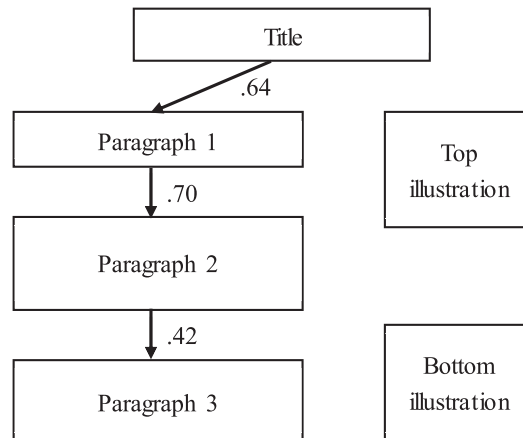 Title
.64
Paragraph 1
Top
illustration
.70
Paragraph 2
.42
Bottom
illustration
Paragraph 3